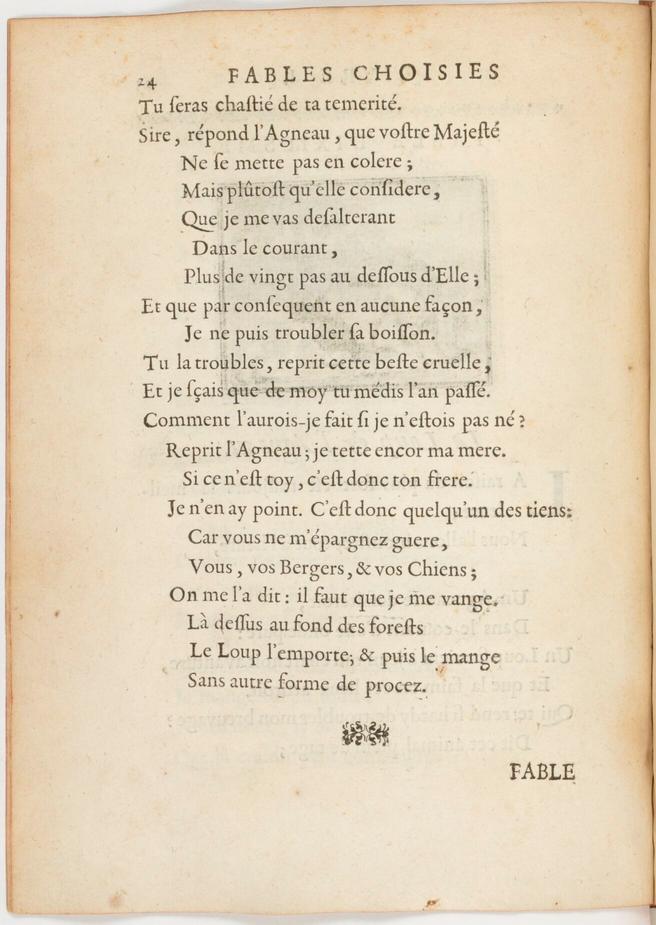 24 FABLES CHOISIES
Tu ſeras chaſtié de ta temerité.
Sire, répond l'Agneau, que voſtre Majeſté
Ne ſe mette pas en colere;
Mais plûtoſt qu'elle conſidere,
Que je me vas deſalterant
Dans le courant,
Plus de vingt pas au deſſous d'Elle;
Et que par conſequent en aucune façon,
Je ne puis troubler ſa boiſſon.
Tu la troubles, reprit cette beſte cruelle,
Et je ſçais que de moy tu médis l'an paſſé.
Comment l'aurois-je fait ſi je n'eſtois pas né?
Reprit l'Agneau; je tette encor ma mere.
Si ce n'eſt toy, c'eſt donc ton frere.
Je n'en ay point. C'eſt donc quelqu'un des tiens:
Car vous ne m'épargnez guere,
Vous, vos Bergers, & vos Chiens;
On me l'a dit: il faut que je me vange.
Là deſſus au fond des foreſts
Le Loup l'emporte; & puis le mange
Sans autre forme de procez.
FABLE